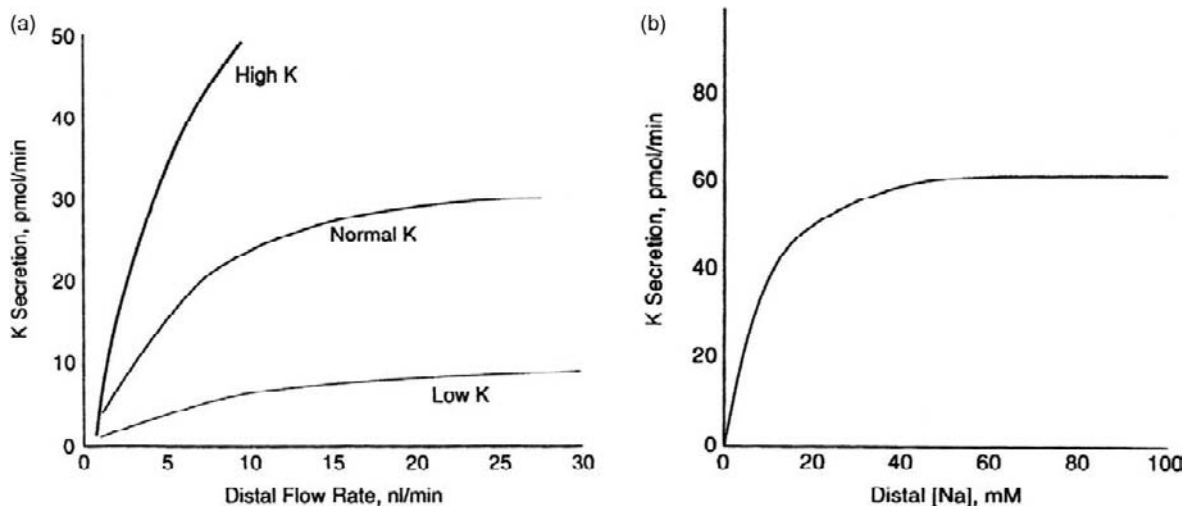 (a)
K Secretion, pmol/min
50
40
30
20
10
0
High K
Normal K
Low K
0 5 10 15 20 25 30
Distal Flow Rate, nl/min
(b)
K Secretion, pmol/min
80
60
40
20
0
0 20 40 60 80 100
Distal [Na], mM